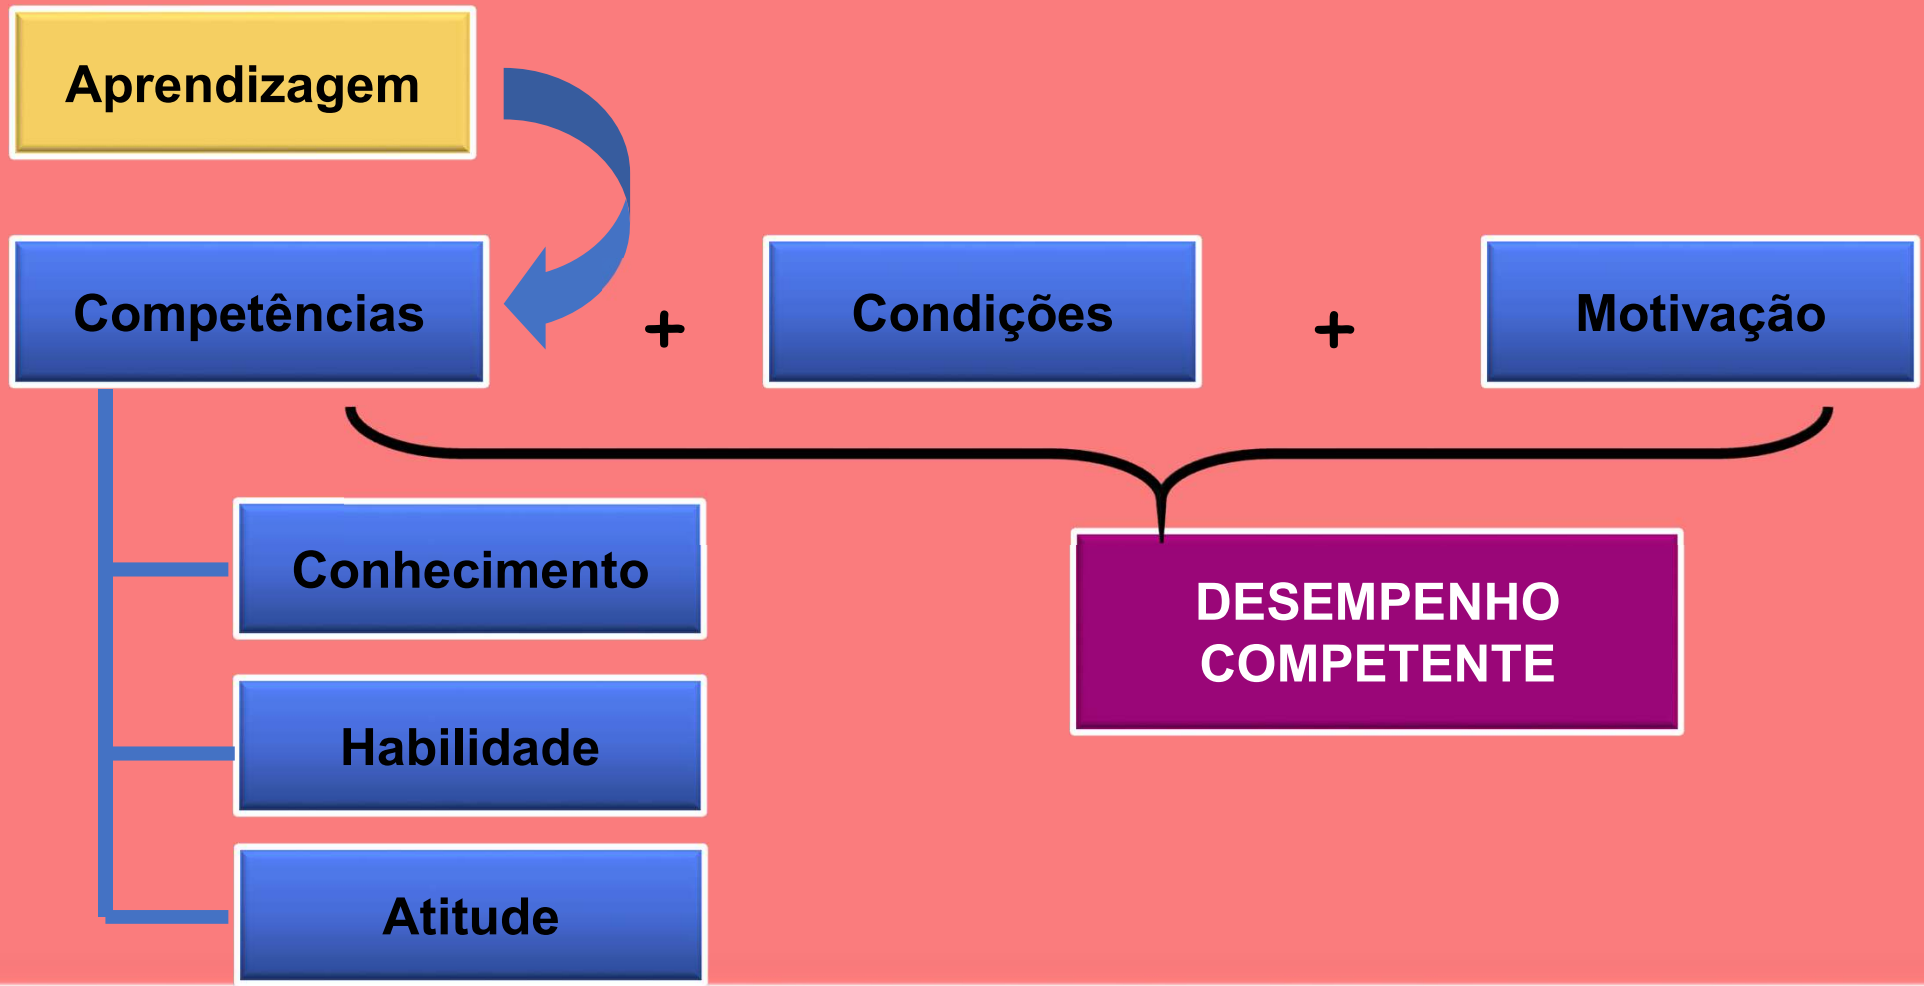 Aprendizagem
Competências + Condições + Motivação
Conhecimento
Habilidade
Atitude
DESEMPENHO
COMPETENTE